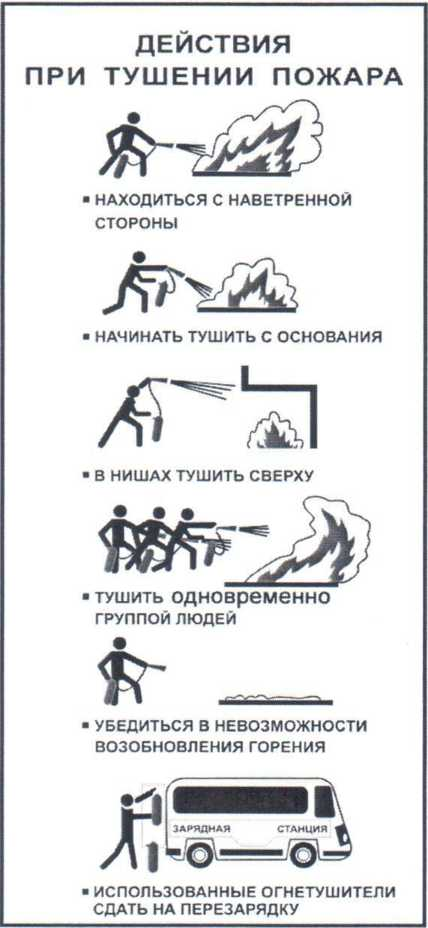 ДЕЙСТВИЯ
ПРИ ТУШЕНИИ ПОЖАРА
▪ НАХОДИТЬСЯ С НАВЕТРЕННОЙ
СТОРОНЫ
▪ НАЧИНАТЬ ТУШИТЬ С ОСНОВАНИЯ
▪ В НИШАХ ТУШИТЬ СВЕРХУ
▪ ТУШИТЬ одновременно
ГРУППОЙ ЛЮДЕЙ
▪ УБЕДИТЬСЯ В НЕВОЗМОЖНОСТИ
ВОЗОБНОВЛЕНИЯ ГОРЕНИЯ
ЗАРЯДНАЯ СТАНЦИЯ
▪ ИСПОЛЬЗОВАННЫЕ ОГНЕТУШИТЕЛИ
СДАТЬ НА ПЕРЕЗАРЯДКУ